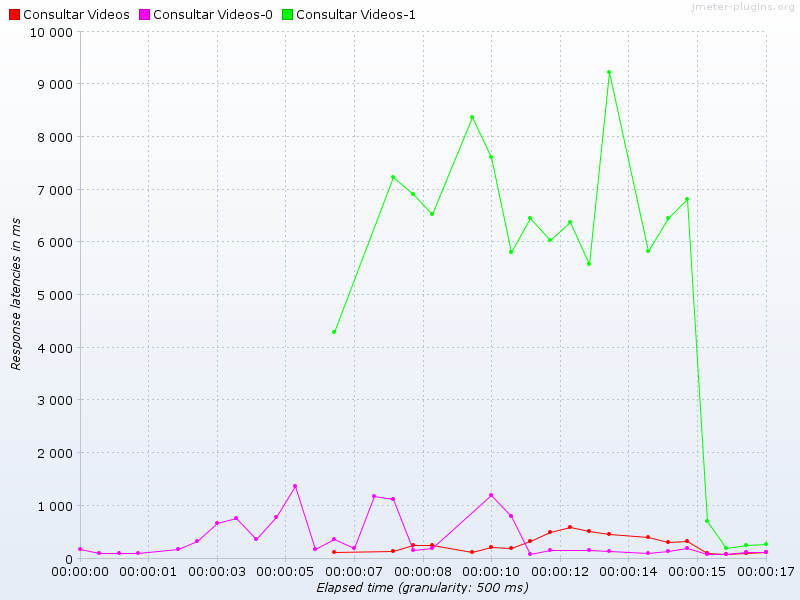 Consultar Videos Consultar Videos-0 Consultar Videos-1
jmeter-plugins.org
10 000
9 000
8 000
7 000
6 000
5 000
4 000
3 000
2 000
1 000
0
Response latencies in ms
00:00:00 00:00:01 00:00:03 00:00:05 00:00:07 00:00:08 00:00:10 00:00:12 00:00:14 00:00:15 00:00:17
Elapsed time (granularity: 500 ms)